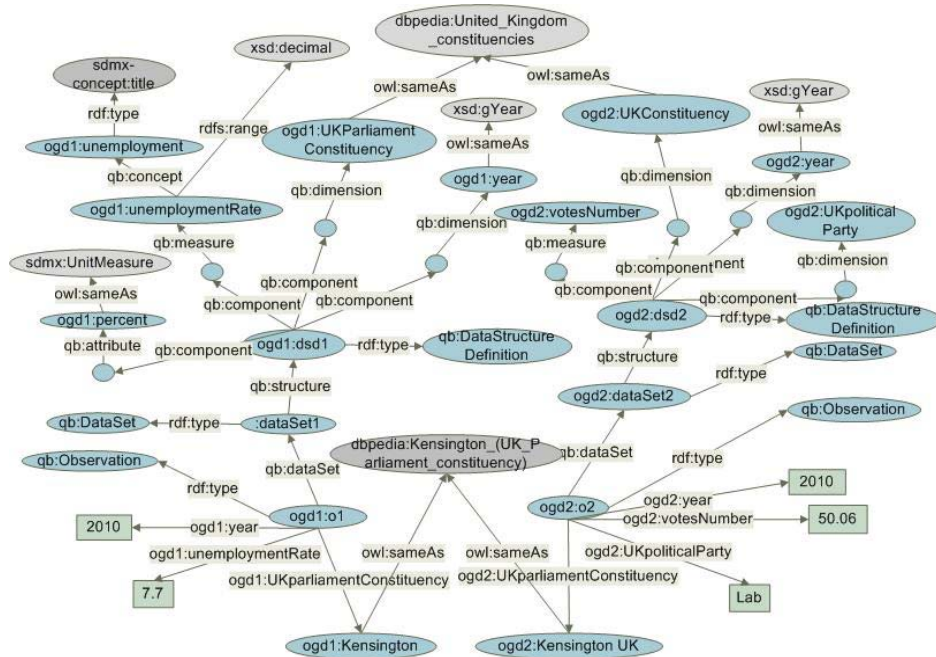 dbpedia:United_Kingdom
_constituencies
xsd:decimal
sdmx-
concept:title
owl:sameAs
owl:sameAs
xsd:gYear
xsd:gYear
rdf:type
rdfs:range
ogd1:UKParliament
Constituency
ogd2:UKConstituency
owl:sameAs
owl:sameAs
ogd1:unemployment
ogd2:year
qb:concept
qb:dimension
ogd1:year
qb:dimension
qb:dimension
ogd1:unemploymentRate
ogd2:votesNumber
ogd2:UKpolitical
Party
qb:dimension
qb:measure
qb:measure
qb:dimension
sdmx:UnitMeasure
qb:component
nent
owl:sameAs
qb:component
qb:component
qb:component
qb:component
qb:component
ogd1:percent
ogd2:dsd2
rdf:type
qb:DataStructure
Definition
qb:attribute
qb:component
ogd1:dsd1
rdf:type
qb:DataStructure
Definition
qb:structure
qb:DataSet
rdf:type
qb:structure
ogd2:dataSet2
qb:DataSet
rdf:type
:dataSet1
qb:Observation
dbpedia:Kensington_(UK_P
arliament_constituency)
qb:dataSet
qb:Observation
qb:dataSet
rdf:type
rdf:type
2010
ogd1:o1
ogd2:o2
ogd2:year
2010
ogd1:year
ogd2:votesNumber
50.06
ogd1:unemploymentRate
owl:sameAs
owl:sameAs
ogd2:UKpoliticalParty
ogd1:UKparliamentConstituency
ogd2:UKparliamentConstituency
7.7
Lab
ogd1:Kensington
ogd2:Kensington UK